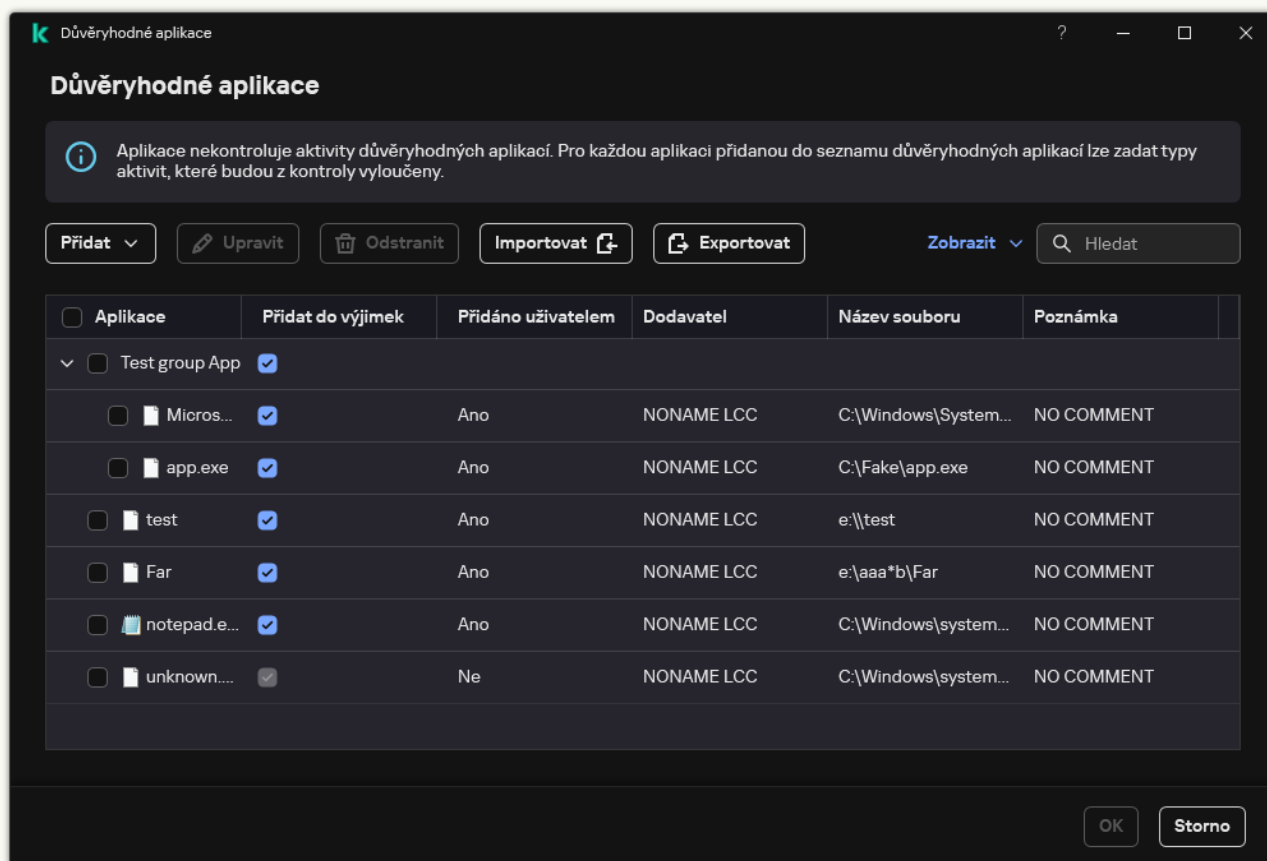 Důvěryhodné aplikace
?
Důvěryhodné aplikace
Aplikace nekontroluje aktivity důvěryhodných aplikací. Pro každou aplikaci přidanou do seznamu důvěryhodných aplikací lze zadat typy
aktivit, které budou z kontroly vyloučeny.
Přidat Upravit Odstranit Importovat Exportovat Zobrazit Hledat
Aplikace Přidat do výjimek Přidáno uživatelem Dodavatel Název souboru Poznámka
Test group App
Micros... Ano NONAME LCC C:\Windows\System... NO COMMENT
app.exe Ano NONAME LCC C:\Fake\app.exe NO COMMENT
test Ano NONAME LCC e:\\test NO COMMENT
Far Ano NONAME LCC e:\aaa*b\Far NO COMMENT
notepad.e... Ano NONAME LCC C:\Windows\system... NO COMMENT
unknown.... Ne NONAME LCC C:\Windows\system... NO COMMENT
OK Storno